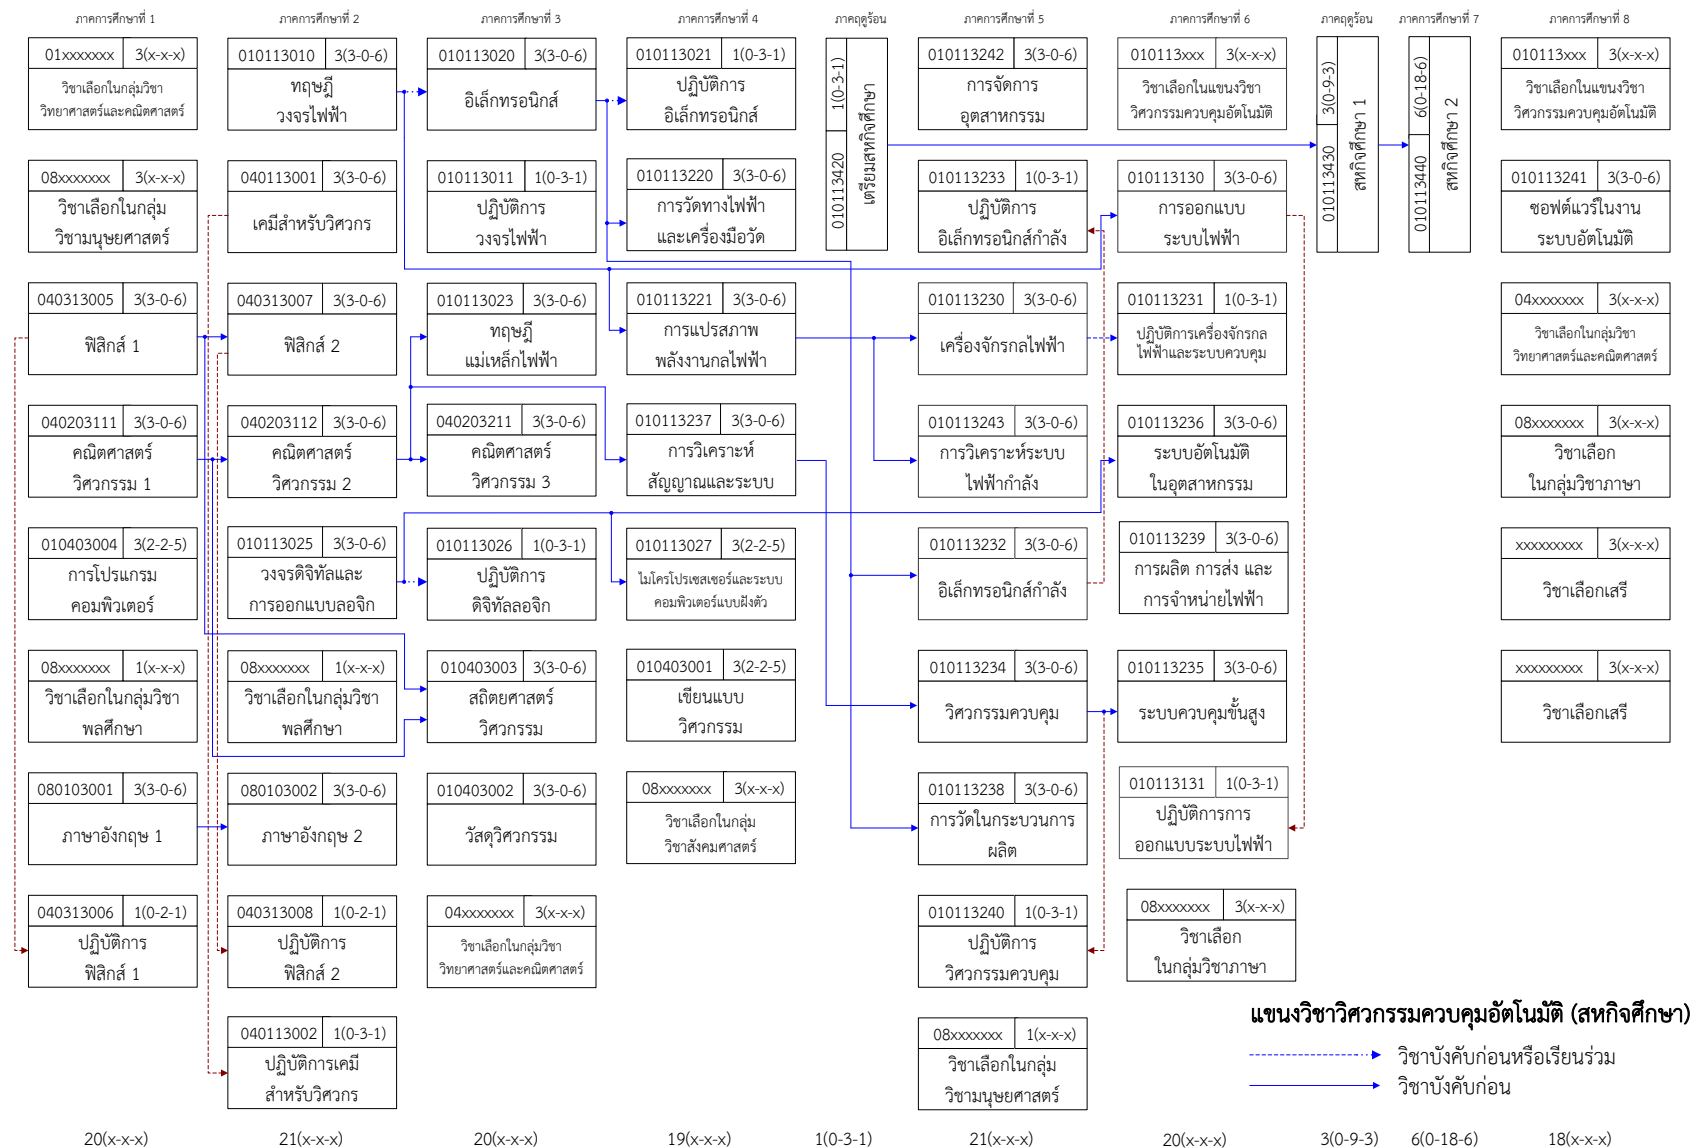 ภาคการศึกษาที่ 1
01xxxxxxx 3(x-x-x)
วิชาเลือกในกลุ่มวิชา
วิทยาศาสตร์และคณิตศาสตร์
08xxxxxxx 3(x-x-x)
วิชาเลือกในกลุ่ม
วิชามนุษยศาสตร์
040313005 3(3-0-6)
ฟิสิกส์ 1
040203111 3(3-0-6)
คณิตศาสตร์
วิศวกรรม 1
010403004 3(2-2-5)
การโปรแกรม
คอมพิวเตอร์
08xxxxxxx 1(x-x-x)
วิชาเลือกในกลุ่มวิชา
พลศึกษา
080103001 3(3-0-6)
ภาษาอังกฤษ 1
040313006 1(0-2-1)
ปฏิบัติการ
ฟิสิกส์ 1
20(x-x-x)
ภาคการศึกษาที่ 2
010113010 3(3-0-6)
ทฤษฎี
วงจรไฟฟ้า
040113001 3(3-0-6)
เคมีสำหรับวิศวกร
040313007 3(3-0-6)
ฟิสิกส์ 2
040203112 3(3-0-6)
คณิตศาสตร์
วิศวกรรม 2
010113025 3(3-0-6)
วงจรดิจิทัลและ
การออกแบบลอจิก
08xxxxxxx 1(x-x-x)
วิชาเลือกในกลุ่มวิชา
พลศึกษา
080103002 3(3-0-6)
ภาษาอังกฤษ 2
040313008 1(0-2-1)
ปฏิบัติการ
ฟิสิกส์ 2
040113002 1(0-3-1)
ปฏิบัติการเคมี
สำหรับวิศวกร
21(x-x-x)
ภาคการศึกษาที่ 3
010113020 3(3-0-6)
อิเล็กทรอนิกส์
010113011 1(0-3-1)
ปฏิบัติการ
วงจรไฟฟ้า
010113023 3(3-0-6)
ทฤษฎี
แม่เหล็กไฟฟ้า
040203211 3(3-0-6)
คณิตศาสตร์
วิศวกรรม 3
010113026 1(0-3-1)
ปฏิบัติการ
ดิจิทัลลอจิก
010403003 3(3-0-6)
สถิตยศาสตร์
วิศวกรรม
010403002 3(3-0-6)
วัสดุวิศวกรรม
04xxxxxxx 3(x-x-x)
วิชาเลือกในกลุ่มวิชา
วิทยาศาสตร์และคณิตศาสตร์
20(x-x-x)
ภาคการศึกษาที่ 4
010113021 1(0-3-1)
ปฏิบัติการ
อิเล็กทรอนิกส์
010113220 3(3-0-6)
การวัดทางไฟฟ้า
และเครื่องมือวัด
010113221 3(3-0-6)
การแปรสภาพ
พลังงานกลไฟฟ้า
010113237 3(3-0-6)
การวิเคราะห์
สัญญาณและระบบ
010113027 3(2-2-5)
ไมโครโปรเซสเซอร์และระบบ
คอมพิวเตอร์แบบฝังตัว
010403001 3(2-2-5)
เขียนแบบ
วิศวกรรม
08xxxxxxx 3(x-x-x)
วิชาเลือกในกลุ่ม
วิชาสังคมศาสตร์
19(x-x-x)
ภาคฤดูร้อน
010113420 1(0-3-1)
เตรียมสหกิจศึกษา
1(0-3-1)
ภาคการศึกษาที่ 5
010113242 3(3-0-6)
การจัดการ
อุตสาหกรรม
010113233 1(0-3-1)
ปฏิบัติการ
อิเล็กทรอนิกส์กำลัง
010113230 3(3-0-6)
เครื่องจักรกลไฟฟ้า
010113243 3(3-0-6)
การวิเคราะห์ระบบ
ไฟฟ้ากำลัง
010113232 3(3-0-6)
อิเล็กทรอนิกส์กำลัง
010113234 3(3-0-6)
วิศวกรรมควบคุม
010113238 3(3-0-6)
การวัดในกระบวนการ
ผลิต
010113240 1(0-3-1)
ปฏิบัติการ
วิศวกรรมควบคุม
08xxxxxxx 1(x-x-x)
วิชาเลือกในกลุ่ม
วิชามนุษยศาสตร์
21(x-x-x)
ภาคการศึกษาที่ 6
010113xxx 3(x-x-x)
วิชาเลือกในแขนงวิชา
วิศวกรรมควบคุมอัตโนมัติ
010113130 3(3-0-6)
การออกแบบ
ระบบไฟฟ้า
010113231 1(0-3-1)
ปฏิบัติการเครื่องจักรกล
ไฟฟ้าและระบบควบคุม
010113236 3(3-0-6)
ระบบอัตโนมัติ
ในอุตสาหกรรม
010113239 3(3-0-6)
การผลิต การส่ง และ
การจำหน่ายไฟฟ้า
010113235 3(3-0-6)
ระบบควบคุมขั้นสูง
010113131 1(0-3-1)
ปฏิบัติการการ
ออกแบบระบบไฟฟ้า
08xxxxxxx 3(x-x-x)
วิชาเลือก
ในกลุ่มวิชาภาษา
20(x-x-x)
ภาคฤดูร้อน
010113430 3(0-9-3)
สหกิจศึกษา 1
3(0-9-3)
ภาคการศึกษาที่ 7
010113440 6(0-18-6)
สหกิจศึกษา 2
6(0-18-6)
ภาคการศึกษาที่ 8
010113xxx 3(x-x-x)
วิชาเลือกในแขนงวิชา
วิศวกรรมควบคุมอัตโนมัติ
010113241 3(3-0-6)
ซอฟต์แวร์ในงาน
ระบบอัตโนมัติ
04xxxxxxx 3(x-x-x)
วิชาเลือกในกลุ่มวิชา
วิทยาศาสตร์และคณิตศาสตร์
08xxxxxxx 3(x-x-x)
วิชาเลือก
ในกลุ่มวิชาภาษา
xxxxxxxxx 3(x-x-x)
วิชาเลือกเสรี
xxxxxxxxx 3(x-x-x)
วิชาเลือกเสรี
แขนงวิชาวิศวกรรมควบคุมอัตโนมัติ (สหกิจศึกษา)
วิชาบังคับก่อนหรือเรียนร่วม
วิชาบังคับก่อน
18(x-x-x)